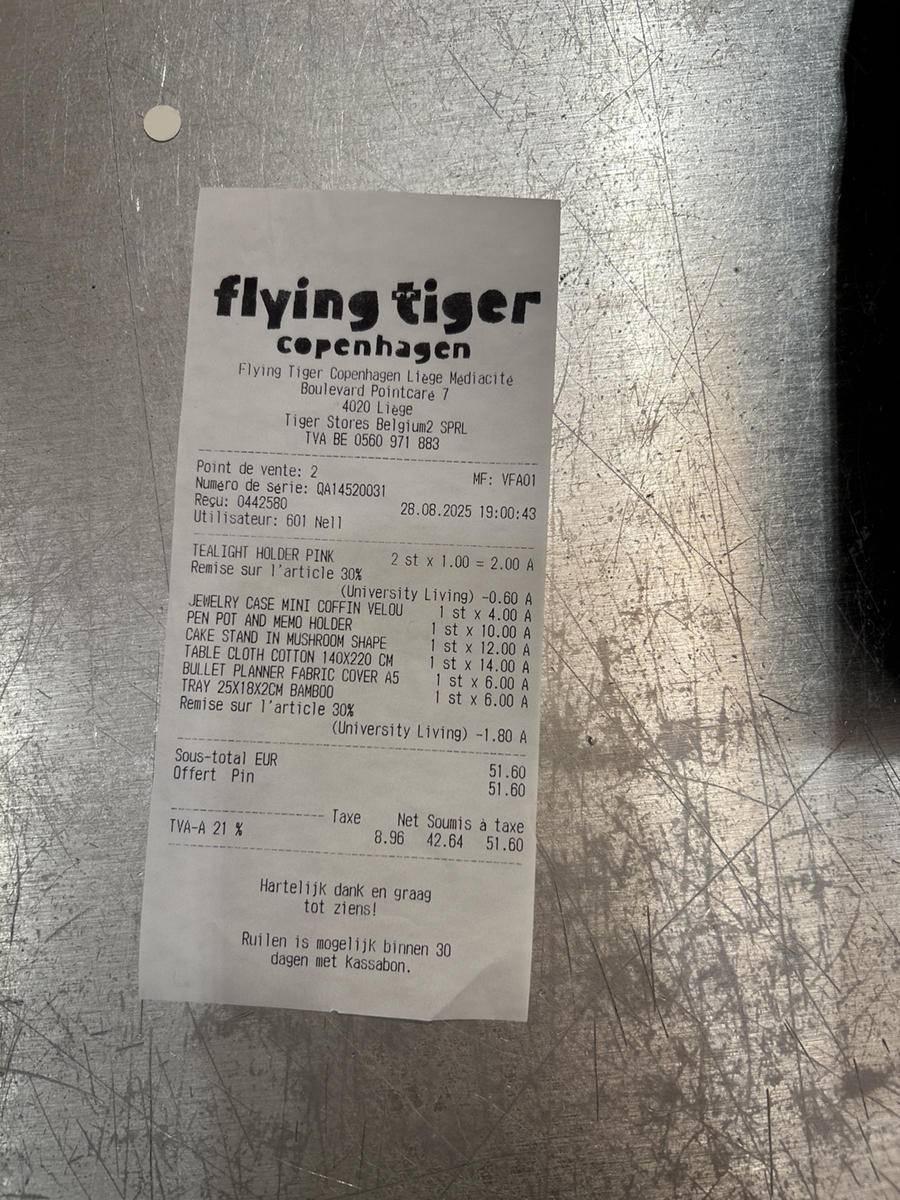 flying tiger
copenhagen
Flying Tiger Copenhagen Liège Médiacité
Boulevard Pointcaré 7
4020 Liège
Tiger Stores Belgium2 SPRL
TVA BE 0560 971 883
Point de vente: 2 MF: VFA01
Numéro de série: QA14520031
Reçu: 0442580 28.08.2025 19:00:43
Utilisateur: 601 Nell
TEALIGHT HOLDER PINK 2 st x 1.00 = 2.00 A
Remise sur l'article 30%
(University Living) -0.60 A
JEWELRY CASE MINI COFFIN VELOU 1 st x 4.00 A
PEN POT AND MEMO HOLDER 1 st x 10.00 A
CAKE STAND IN MUSHROOM SHAPE 1 st x 12.00 A
TABLE CLOTH COTTON 140X220 CM 1 st x 14.00 A
BULLET PLANNER FABRIC COVER A5 1 st x 6.00 A
TRAY 25X18X2CM BAMBOO 1 st x 6.00 A
Remise sur l'article 30%
(University Living) -1.80 A
Sous-total EUR 51.60
Offert Pin 51.60
Taxe Net Soumis à taxe
TVA-A 21 % 8.96 42.64 51.60
Hartelijk dank en graag
tot ziens!
Ruilen is mogelijk binnen 30
dagen met kassabon.